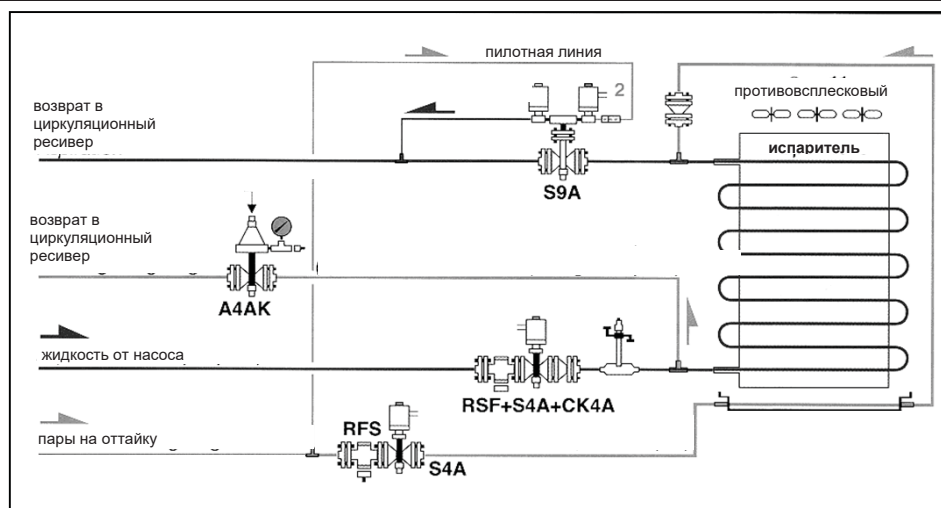 пилотная линия
2
противовсплесковый
возврат в
циркуляционный
ресивер
испаритель
S9A
возврат в
циркуляционный
ресивер
A4AK
жидкость от насоса
RSF+S4A+CK4A
пары на оттайку
RFS
S4A